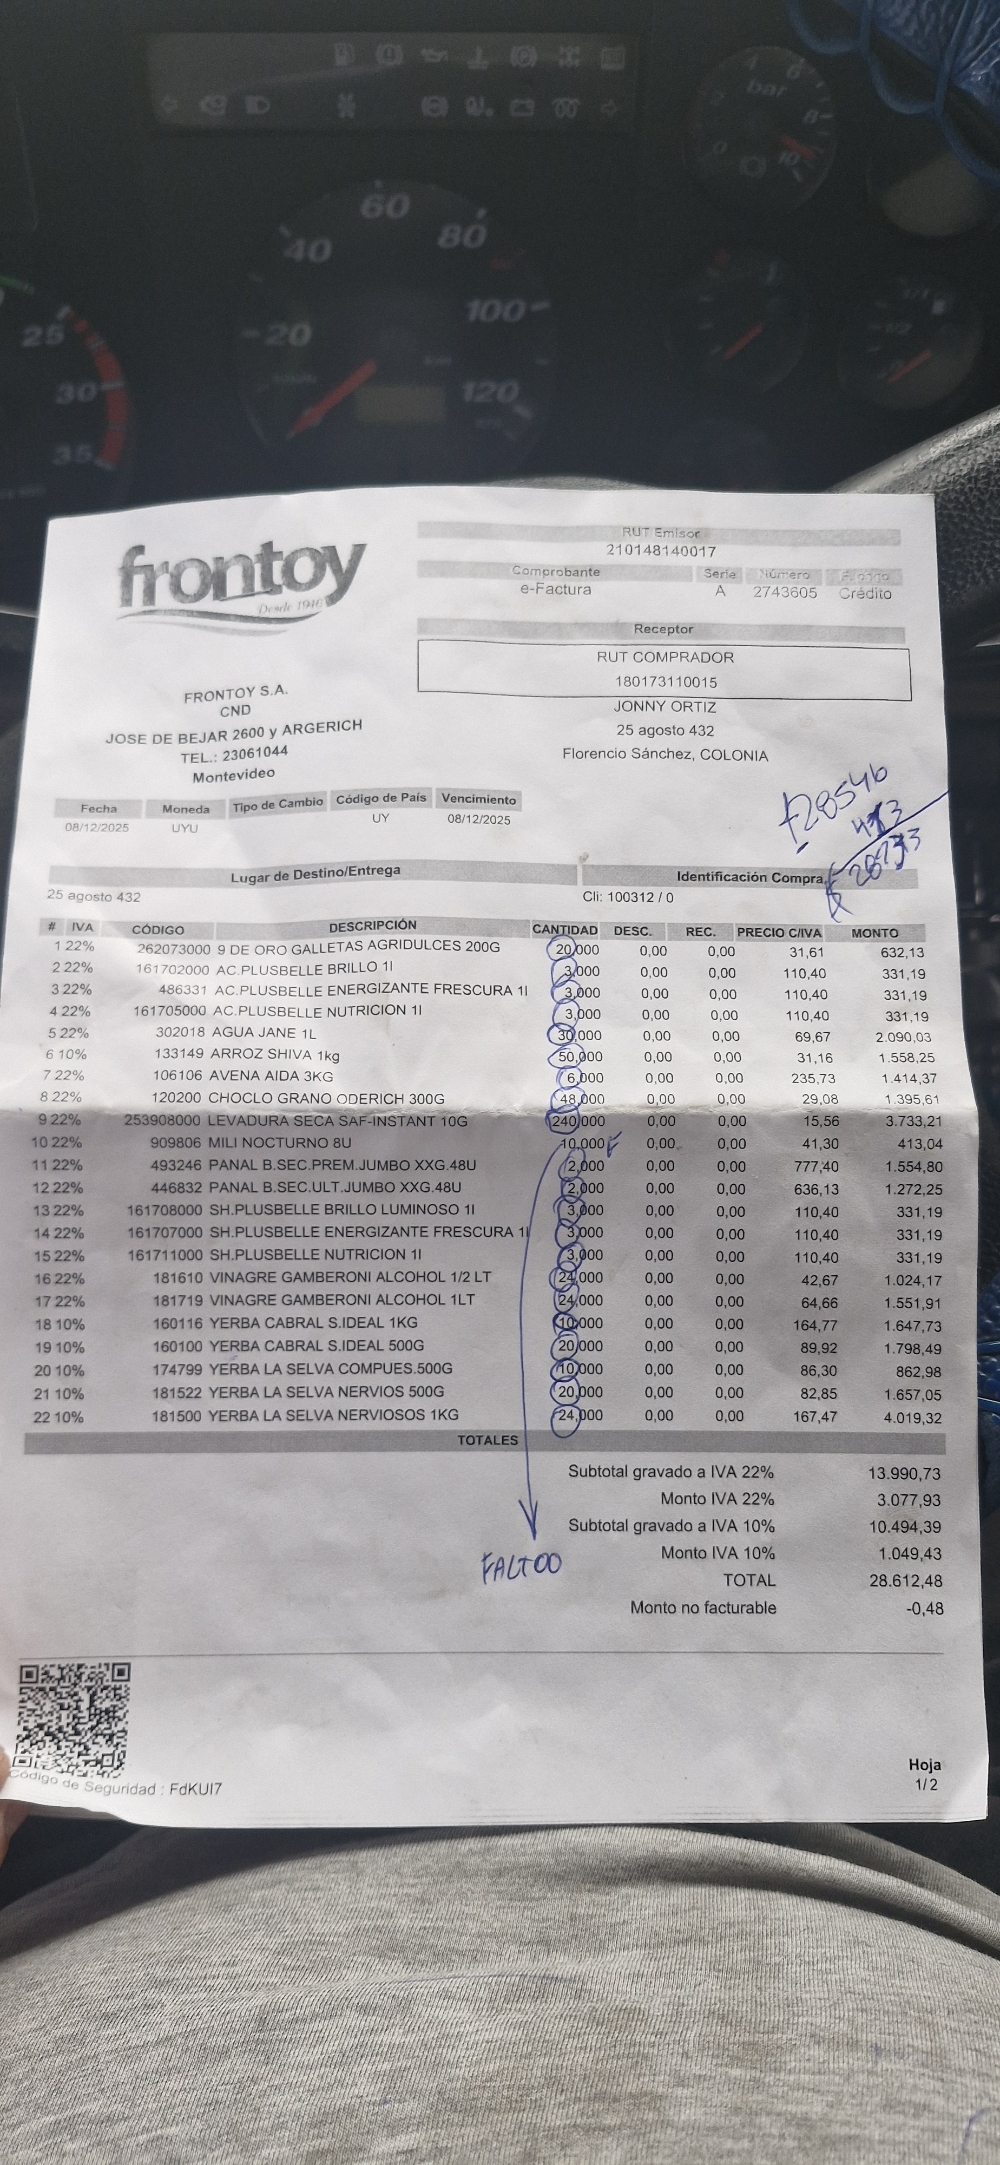 bar
60
40
80
20
100
120
25
30
35
frontoy
Desde 1946
RUT Emisor
210148140017
Comprobante Serie Número
e-Factura A 2743605 Crédito
Receptor
RUT COMPRADOR
180173110015
JONNY ORTIZ
25 agosto 432
Florencio Sánchez, COLONIA
FRONTOY S.A.
CND
JOSE DE BEJAR 2600 y ARGERICH
TEL.: 23061044
Montevideo
Fecha Moneda Tipo de Cambio Código de País Vencimiento
08/12/2025 UYU UY 08/12/2025
28546
Lugar de Destino/Entrega Identificación Compra
25 agosto 432 Cli: 100312 / 0
# IVA CÓDIGO DESCRIPCIÓN CANTIDAD DESC. REC. PRECIO C/IVA MONTO
1 22% 262073000 9 DE ORO GALLETAS AGRIDULCES 200G 20,000 0,00 0,00 31,61 632,13
2 22% 161702000 AC.PLUSBELLE BRILLO 1l 3,000 0,00 0,00 110,40 331,19
3 22% 486331 AC.PLUSBELLE ENERGIZANTE FRESCURA 1l 3,000 0,00 0,00 110,40 331,19
4 22% 161705000 AC.PLUSBELLE NUTRICION 1l 3,000 0,00 0,00 110,40 331,19
5 22% 302018 AGUA JANE 1L 30,000 0,00 0,00 69,67 2.090,03
6 10% 133149 ARROZ SHIVA 1kg 50,000 0,00 0,00 31,16 1.558,25
7 22% 106106 AVENA AIDA 3KG 6,000 0,00 0,00 235,73 1.414,37
8 22% 120200 CHOCLO GRANO ODERICH 300G 48,000 0,00 0,00 29,08 1.395,61
9 22% 253908000 LEVADURA SECA SAF-INSTANT 10G 240,000 0,00 0,00 15,56 3.733,21
10 22% 909806 MILI NOCTURNO 8U 10,000 F 0,00 0,00 41,30 413,04
11 22% 493246 PANAL B.SEC.PREM.JUMBO XXG.48U 2,000 0,00 0,00 777,40 1.554,80
12 22% 446832 PANAL B.SEC.ULT.JUMBO XXG.48U 2,000 0,00 0,00 636,13 1.272,25
13 22% 161708000 SH.PLUSBELLE BRILLO LUMINOSO 1l 3,000 0,00 0,00 110,40 331,19
14 22% 161707000 SH.PLUSBELLE ENERGIZANTE FRESCURA 1l 3,000 0,00 0,00 110,40 331,19
15 22% 161711000 SH.PLUSBELLE NUTRICION 1l 3,000 0,00 0,00 110,40 331,19
16 22% 181610 VINAGRE GAMBERONI ALCOHOL 1/2 LT 24,000 0,00 0,00 42,67 1.024,17
17 22% 181719 VINAGRE GAMBERONI ALCOHOL 1LT 24,000 0,00 0,00 64,66 1.551,91
18 10% 160116 YERBA CABRAL S.IDEAL 1KG 10,000 0,00 0,00 164,77 1.647,73
19 10% 160100 YERBA CABRAL S.IDEAL 500G 20,000 0,00 0,00 89,92 1.798,49
20 10% 174799 YERBA LA SELVA COMPUES.500G 10,000 0,00 0,00 86,30 862,98
21 10% 181522 YERBA LA SELVA NERVIOS 500G 20,000 0,00 0,00 82,85 1.657,05
22 10% 181500 YERBA LA SELVA NERVIOSOS 1KG 24,000 0,00 0,00 167,47 4.019,32
TOTALES
Subtotal gravado a IVA 22% 13.990,73
Monto IVA 22% 3.077,93
Subtotal gravado a IVA 10% 10.494,39
Monto IVA 10% 1.049,43
TOTAL 28.612,48
Monto no facturable -0,48
FALTOO
Hoja
1/ 2
Código de Seguridad : FdKUI7